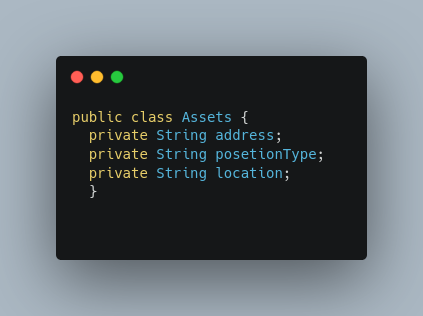 public class Assets {
  private String address;
  private String posetionType;
  private String location;
  }